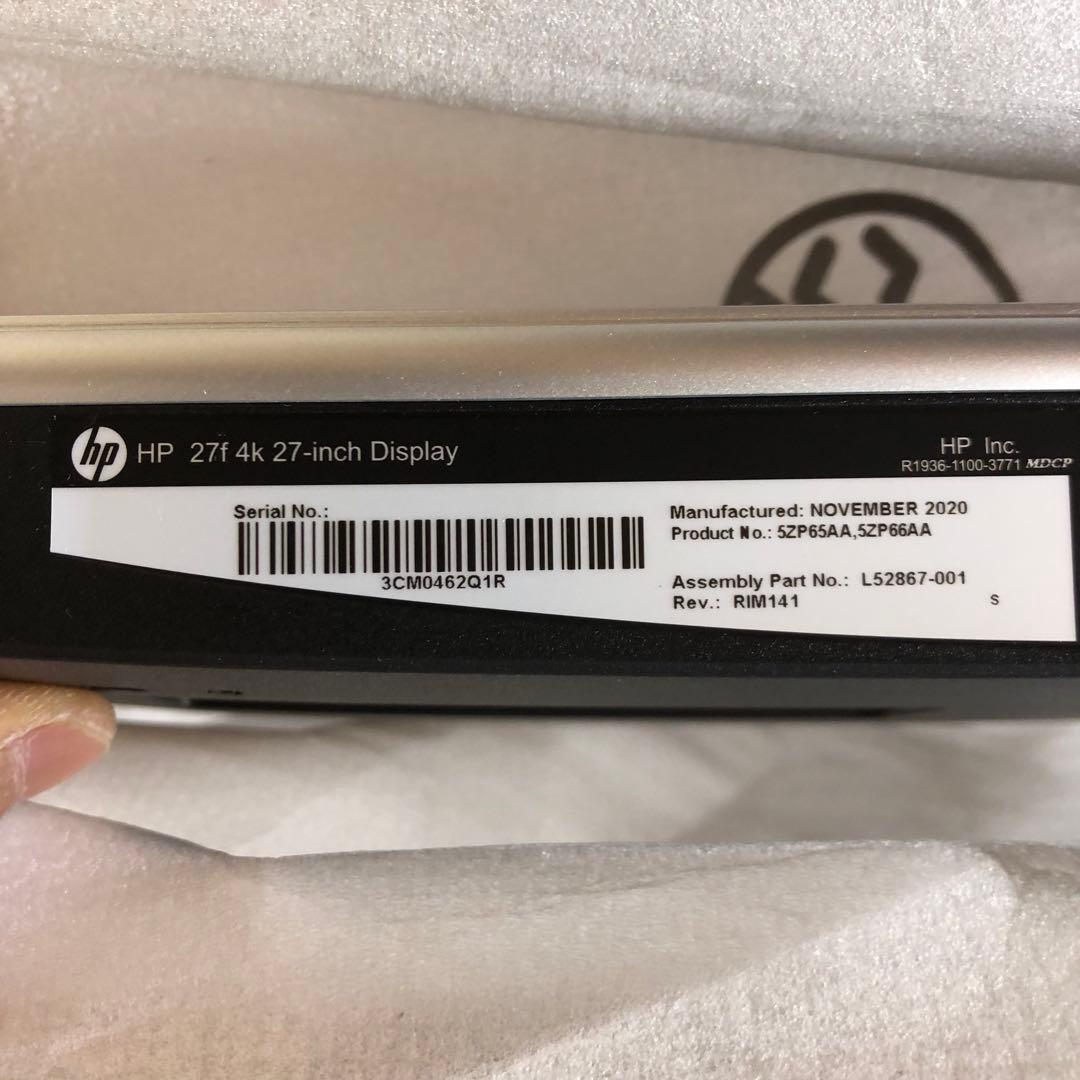 hp HP 27f 4k 27-inch Display
HP Inc.
R1936-1100-3771 MDCP
Serial No.:
3CM0462Q1R
Manufactured: NOVEMBER 2020
Product No.: 5ZP65AA,5ZP66AA
Assembly Part No.: L52867-001
Rev.: RIM141
S